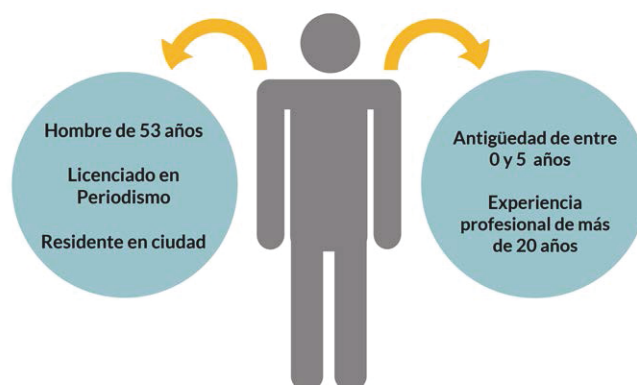 Hombre de 53 años
Licenciado en
Periodismo
Residente en ciudad
Antigüedad de entre
0 y 5 años
Experiencia
profesional de más
de 20 años